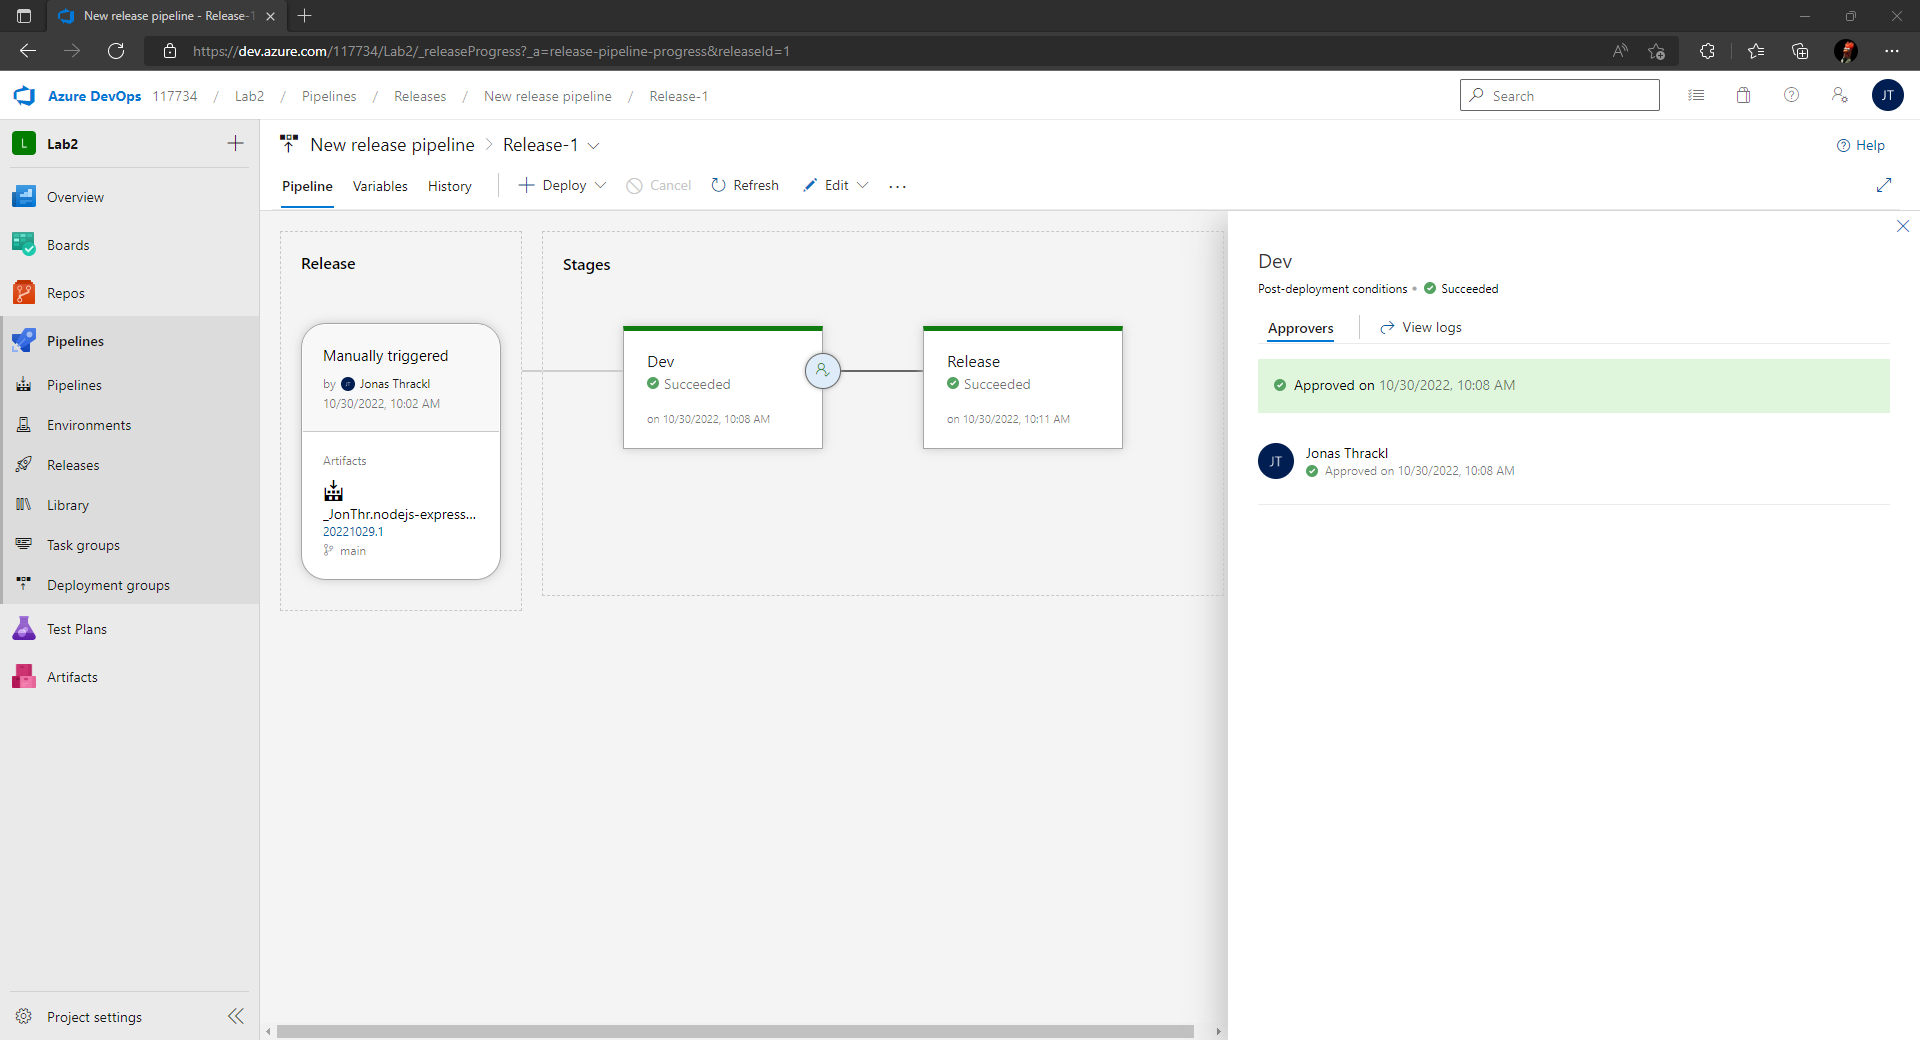 New release pipeline - Release-1
https://dev.azure.com/117734/Lab2/_releaseProgress?_a=release-pipeline-progress&releaseId=1
Azure DevOps 117734 / Lab2 / Pipelines / Releases / New release pipeline / Release-1
Search
JT
L Lab2
Overview
Boards
Repos
Pipelines
Pipelines
Environments
Releases
Library
Task groups
Deployment groups
Test Plans
Artifacts
Project settings
New release pipeline > Release-1
Help
Pipeline Variables History Deploy Cancel Refresh Edit ...
Release
Manually triggered
by JT Jonas Thrackl
10/30/2022, 10:02 AM
Artifacts
_JonThr.nodejs-express...
20221029.1
main
Stages
Dev
Succeeded
on 10/30/2022, 10:08 AM
Release
Succeeded
on 10/30/2022, 10:11 AM
Dev
Post-deployment conditions • Succeeded
Approvers View logs
Approved on 10/30/2022, 10:08 AM
JT
Jonas Thrackl
Approved on 10/30/2022, 10:08 AM